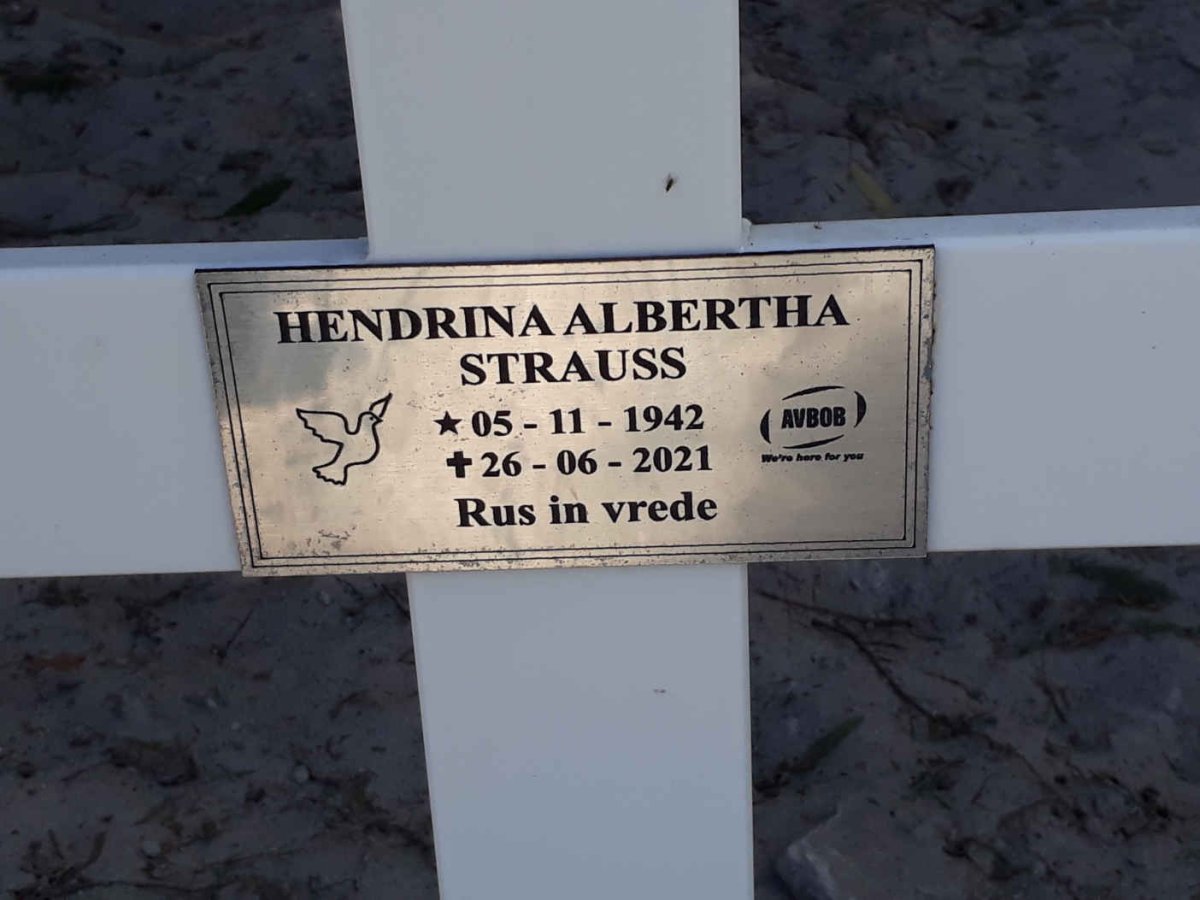 HENDRINA ALBERTHA
STRAUSS
★ 05 - 11 - 1942
✝ 26 - 06 - 2021
Rus in vrede
AVBOB
We're here for you